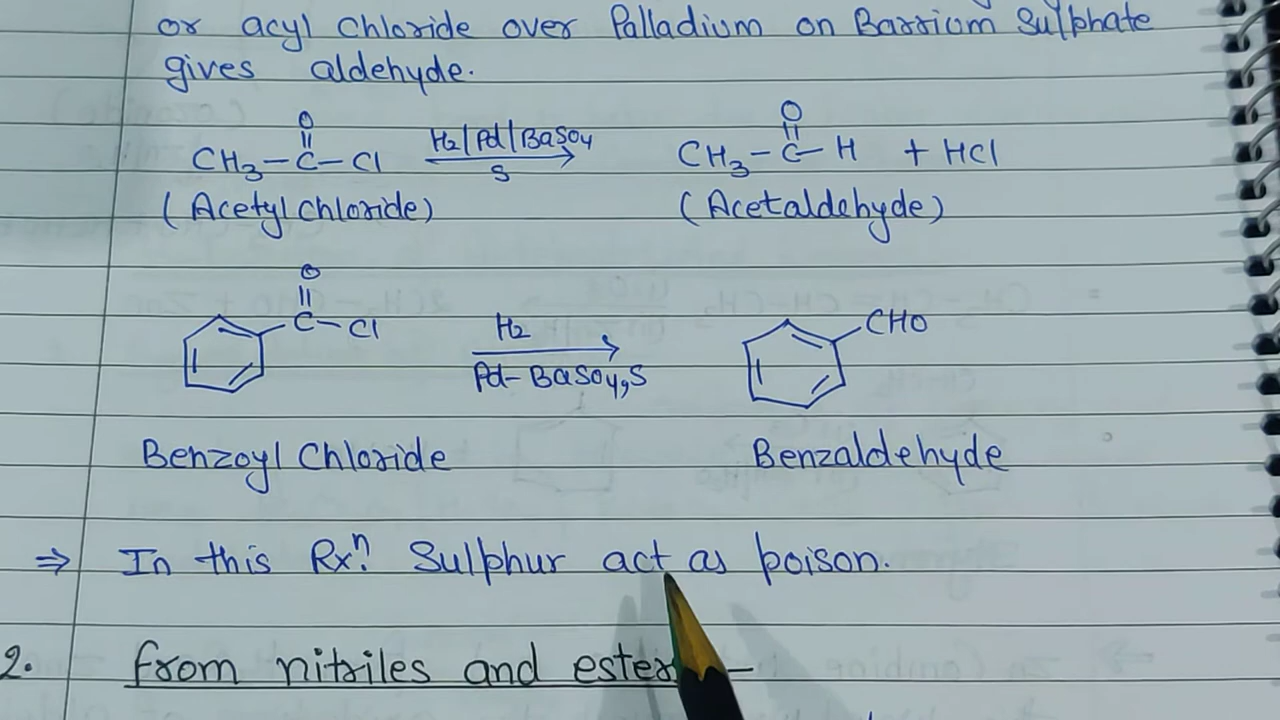 or acyl chloride over Palladium on Barrium Sulphate
gives aldehyde.
O O
CH3-C-Cl H2/Pd/BaSO4 S CH3-C-H + HCl
(Acetyl chloride) (Acetaldehyde)
O
C-Cl H2 CHO
Pd-BaSO4,S
Benzoyl Chloride Benzaldehyde
⇒ In this Rxn. Sulphur act as poison.
2. from nitriles and ester -